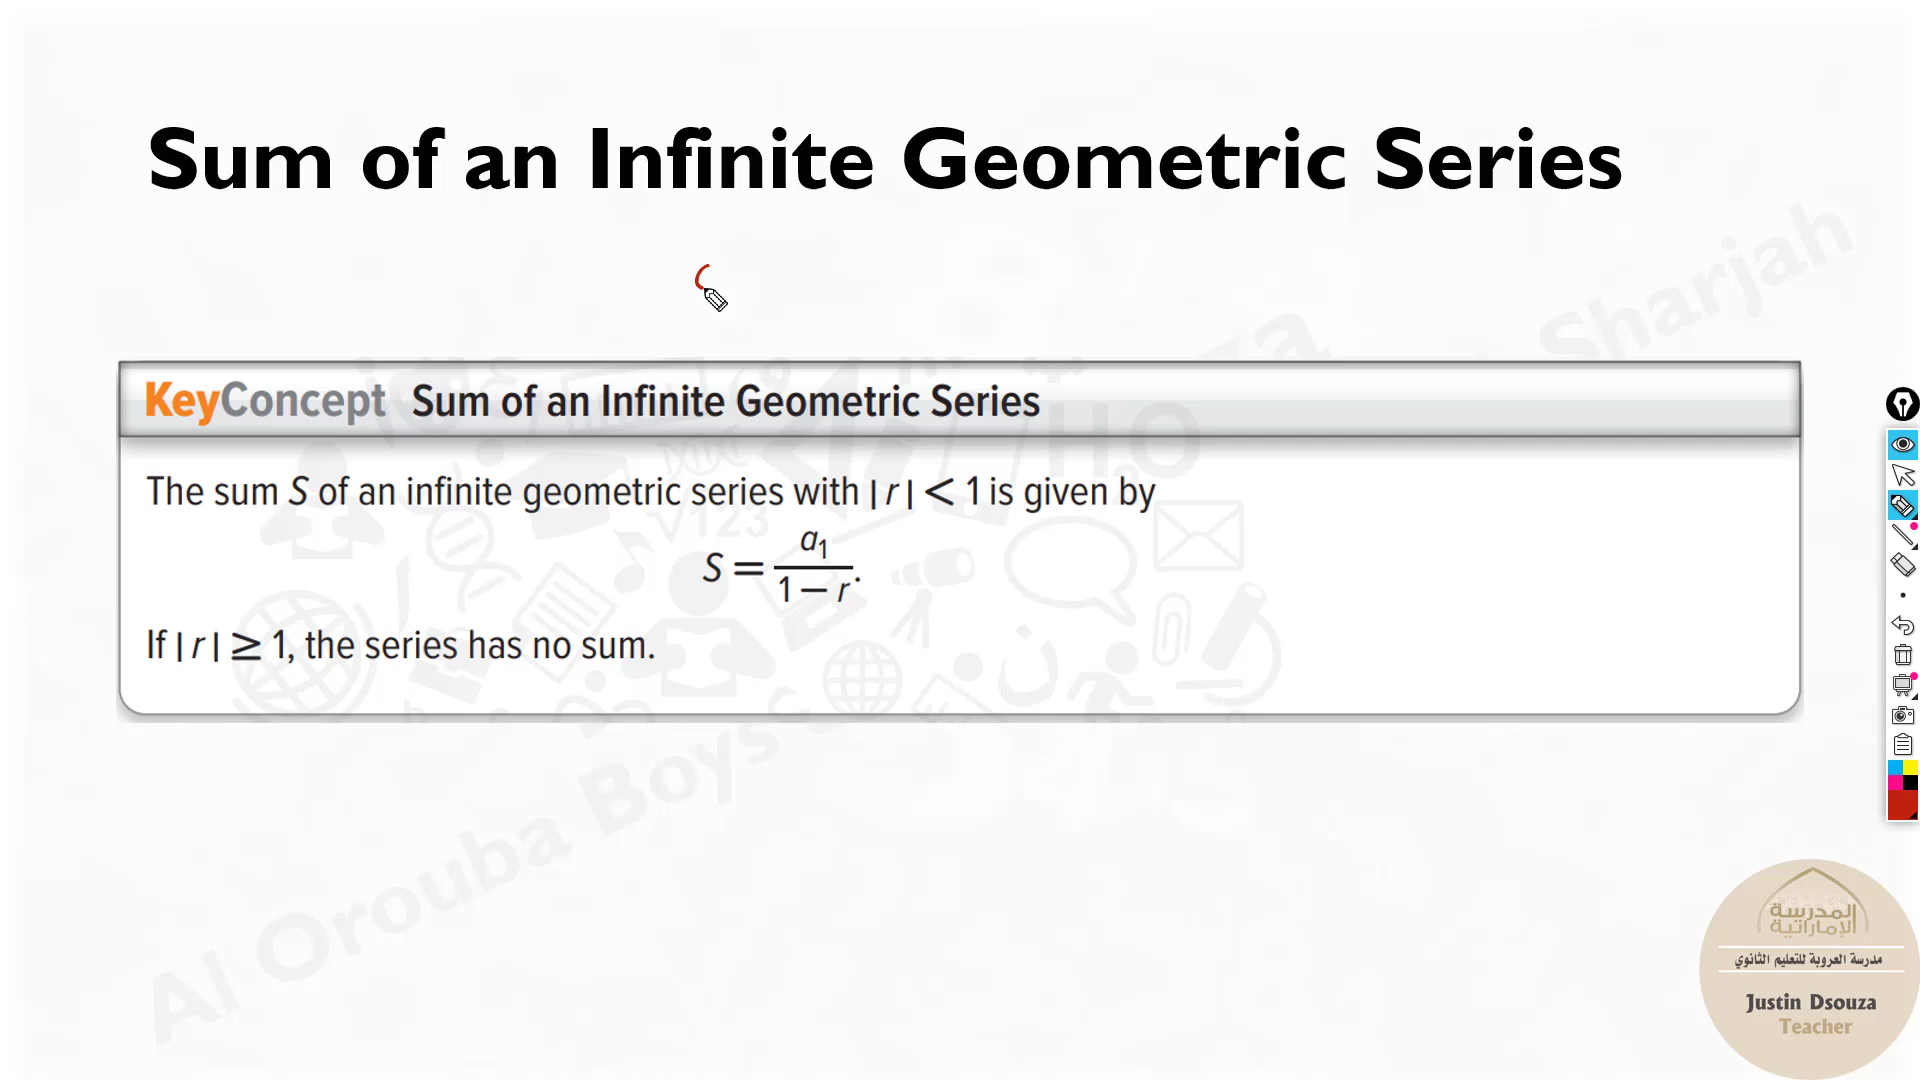 Sum of an Infinite Geometric Series
Al Orouba Boys
Sharjah
KeyConcept Sum of an Infinite Geometric Series
The sum S of an infinite geometric series with |r| < 1 is given by
S = a₁ / (1 − r).
If |r| ≥ 1, the series has no sum.
المدرسة
الإماراتية
مدرسة العروبة للتعليم الثانوي
Justin Dsouza
Teacher